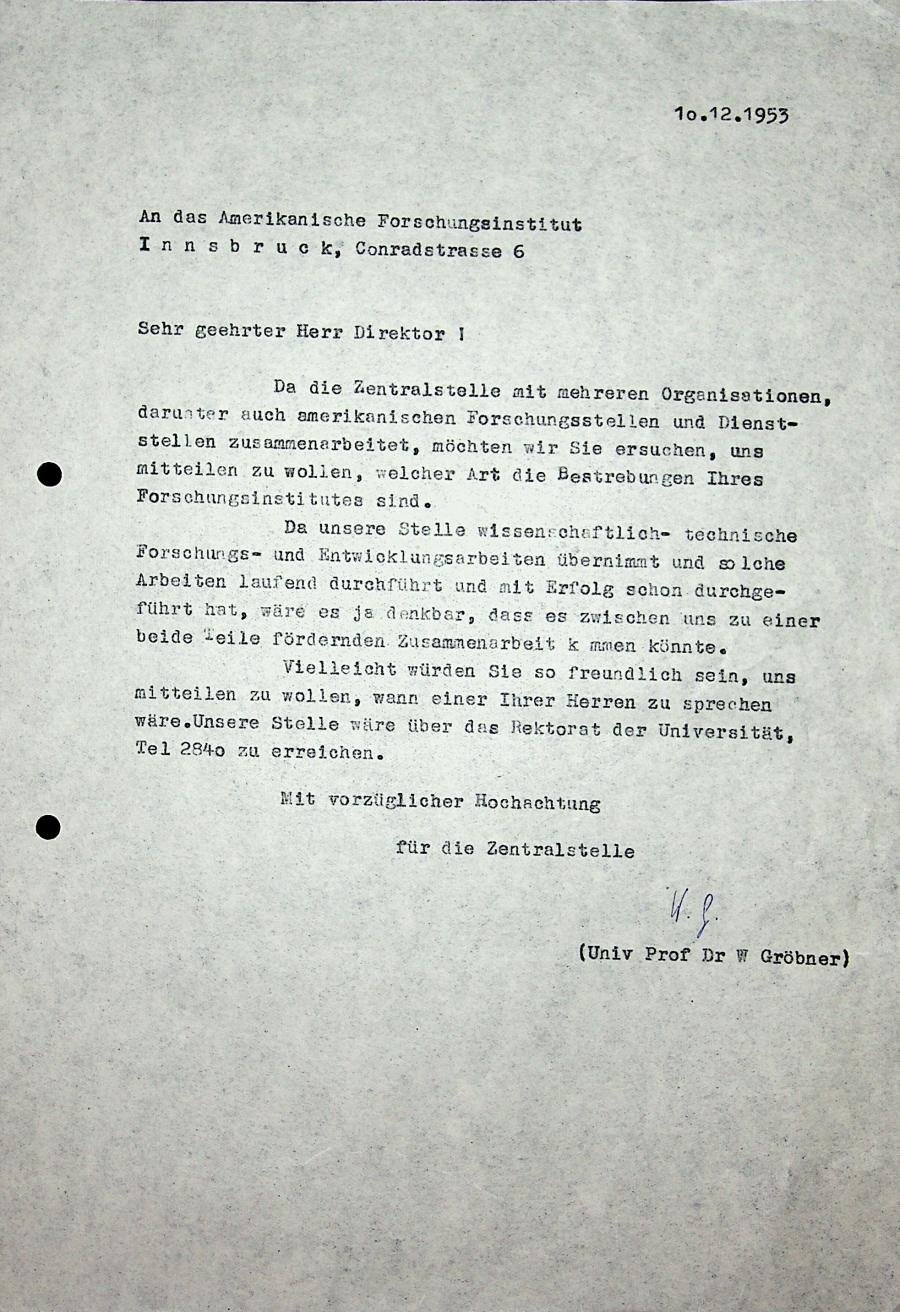 1o.12.1953
An das Amerikanische Forschungsinstitut
I n n s b r u c k, Conradstrasse 6
Sehr geehrter Herr Direktor !
Da die Zentralstelle mit mehreren Organisationen,
darunter auch amerikanischen Forschungsstellen und Dienst-
stellen zusammenarbeitet, möchten wir Sie ersuchen, uns
mitteilen zu wollen, welcher Art die Bestrebungen Ihres
Forschungsinstitutes sind.
Da unsere Stelle wissenschaftlich- technische
Forschungs- und Entwicklungsarbeiten übernimmt und solche
Arbeiten laufend durchführt und mit Erfolg schon durchge-
führt hat, wäre es ja denkbar, dass es zwischen uns zu einer
beide Teile fördernden Zusammenarbeit k mmen könnte.
Vielleicht würden Sie so freundlich sein, uns
mitteilen zu wollen, wann einer Ihrer Herren zu sprechen
wäre.Unsere Stelle wäre über das Rektorat der Universität,
Tel 284o zu erreichen.
Mit vorzüglicher Hochachtung
für die Zentralstelle
W. G.
(Univ Prof Dr W Gröbner)